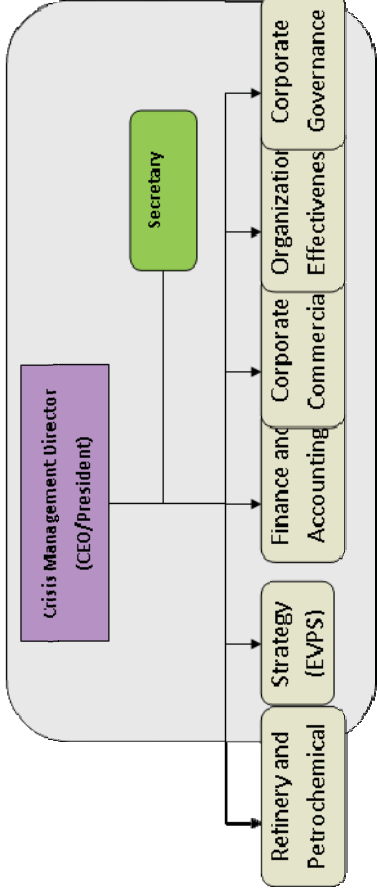 Crisis Management Director
(CEO/President)
Secretary
Refinery and
Petrochemical
Strategy
(EVPS)
Finance and
Accounting
Corporate
Commercia
Organization
Effectivenes
Corporate
Governance